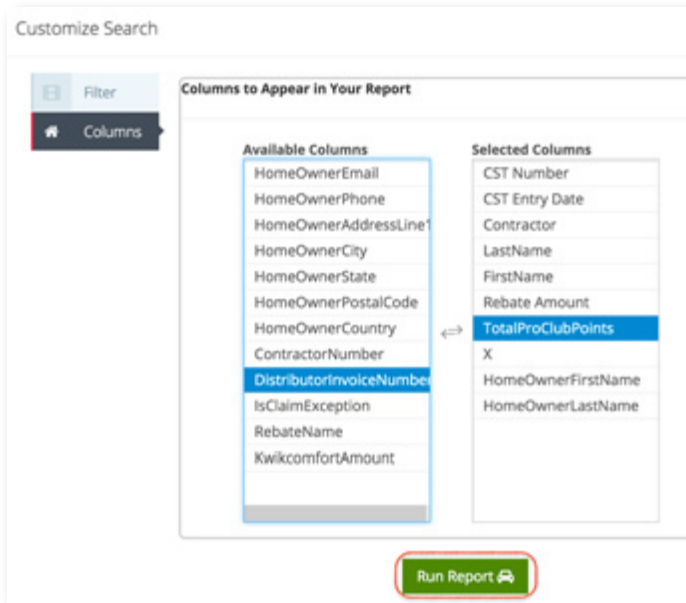 Customize Search
Filter
Columns
Columns to Appear in Your Report
Available Columns
HomeOwnerEmail
HomeOwnerPhone
HomeOwnerAddressLine1
HomeOwnerCity
HomeOwnerState
HomeOwnerPostalCode
HomeOwnerCountry
ContractorNumber
DistributorInvoiceNumber
IsClaimException
RebateName
KwikcomfortAmount
Selected Columns
CST Number
CST Entry Date
Contractor
LastName
FirstName
Rebate Amount
TotalProClubPoints
X
HomeOwnerFirstName
HomeOwnerLastName
Run Report